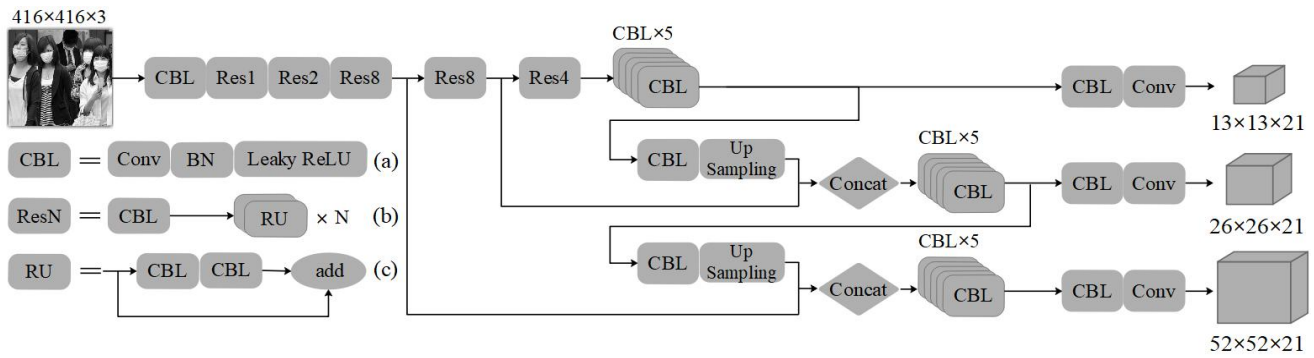 416×416×3
CBL Res1 Res2 Res8 Res8 Res4
CBL×5
CBL
CBL Conv
13×13×21
CBL = Conv BN Leaky ReLU (a)
CBL Up
Sampling
Concat
CBL×5
CBL
CBL Conv
26×26×21
ResN = CBL RU × N (b)
RU = CBL CBL add (c)
CBL Up
Sampling
Concat
CBL×5
CBL
CBL Conv
52×52×21